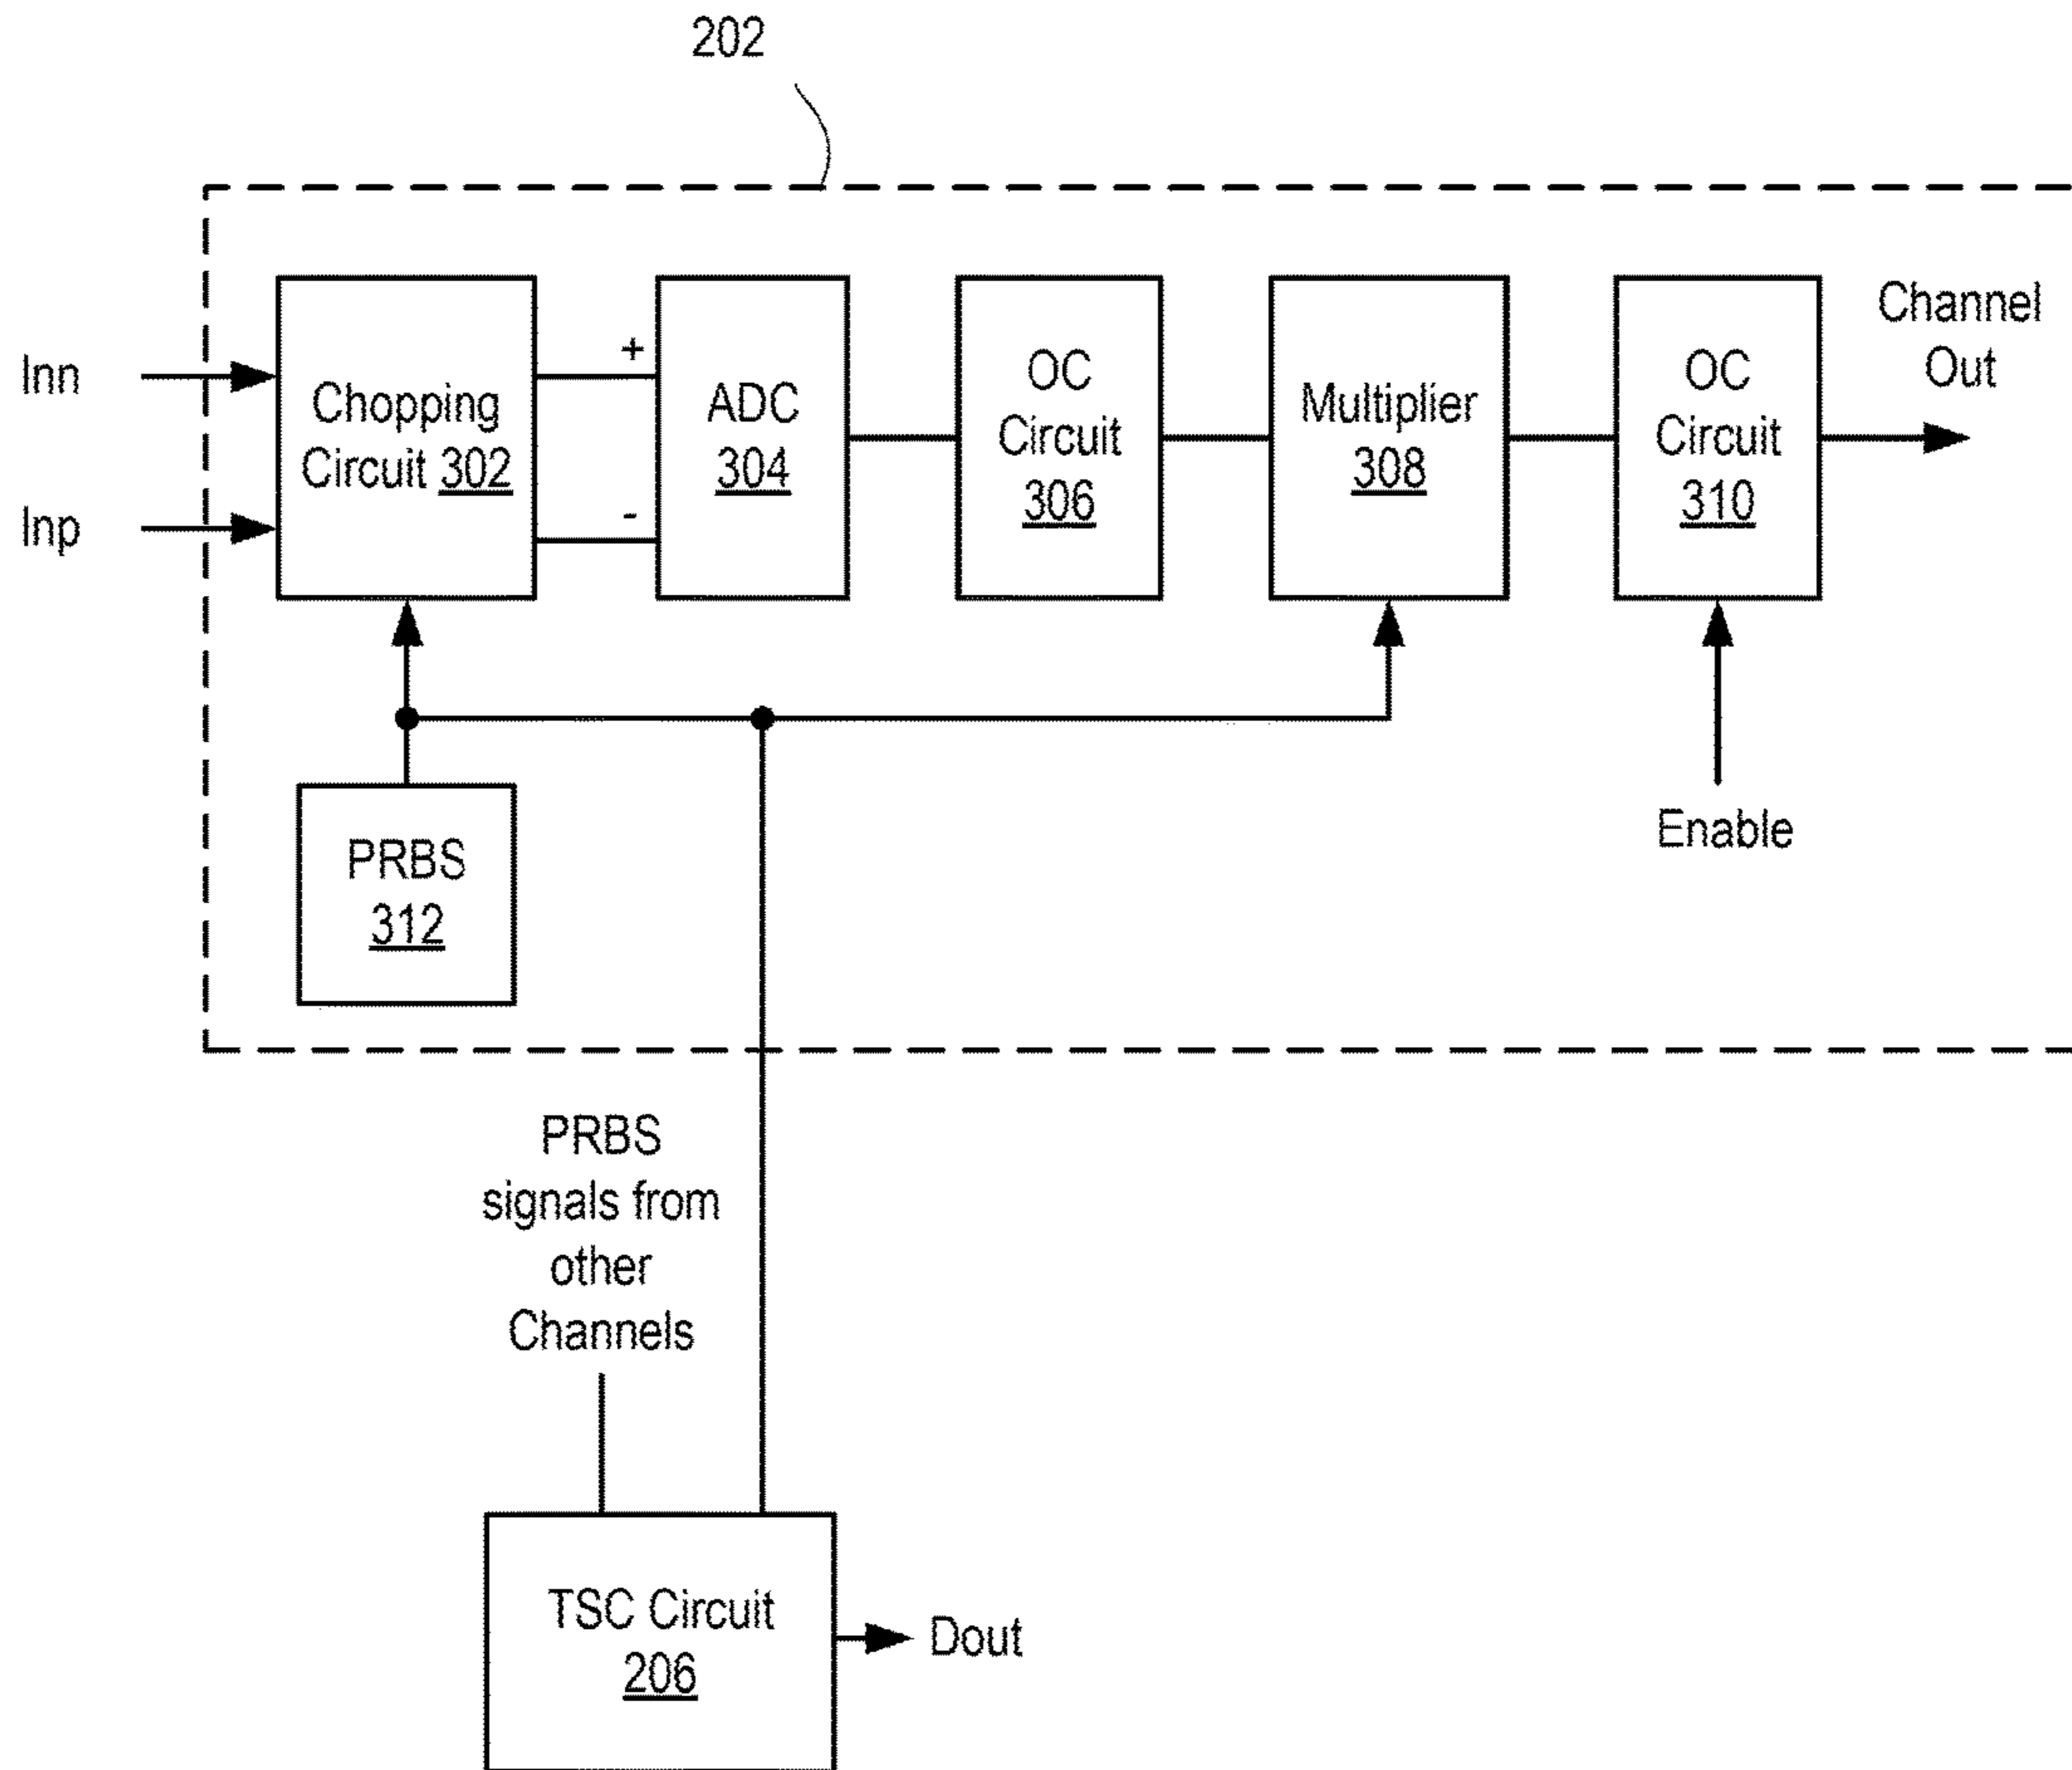 202
Inn
Inp
Chopping
Circuit 302
+
-
ADC
304
OC
Circuit
306
Multiplier
308
OC
Circuit
310
Channel
Out
PRBS
312
Enable
PRBS
signals from
other
Channels
TSC Circuit
206
Dout